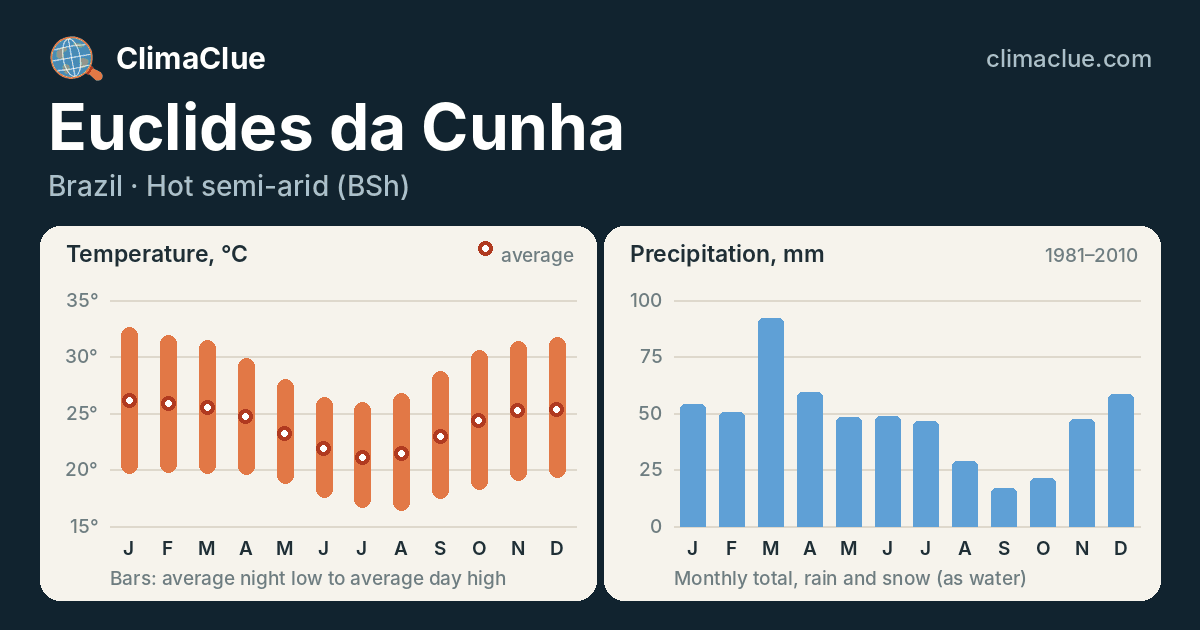 ClimaClue
climaclue.com
Euclides da Cunha
Brazil · Hot semi-arid (BSh)
Temperature, °C
average
35°
30°
25°
20°
15°
J F M A M J J A S O N D
Bars: average night low to average day high
Precipitation, mm
1981–2010
100
75
50
25
0
J F M A M J J A S O N D
Monthly total, rain and snow (as water)